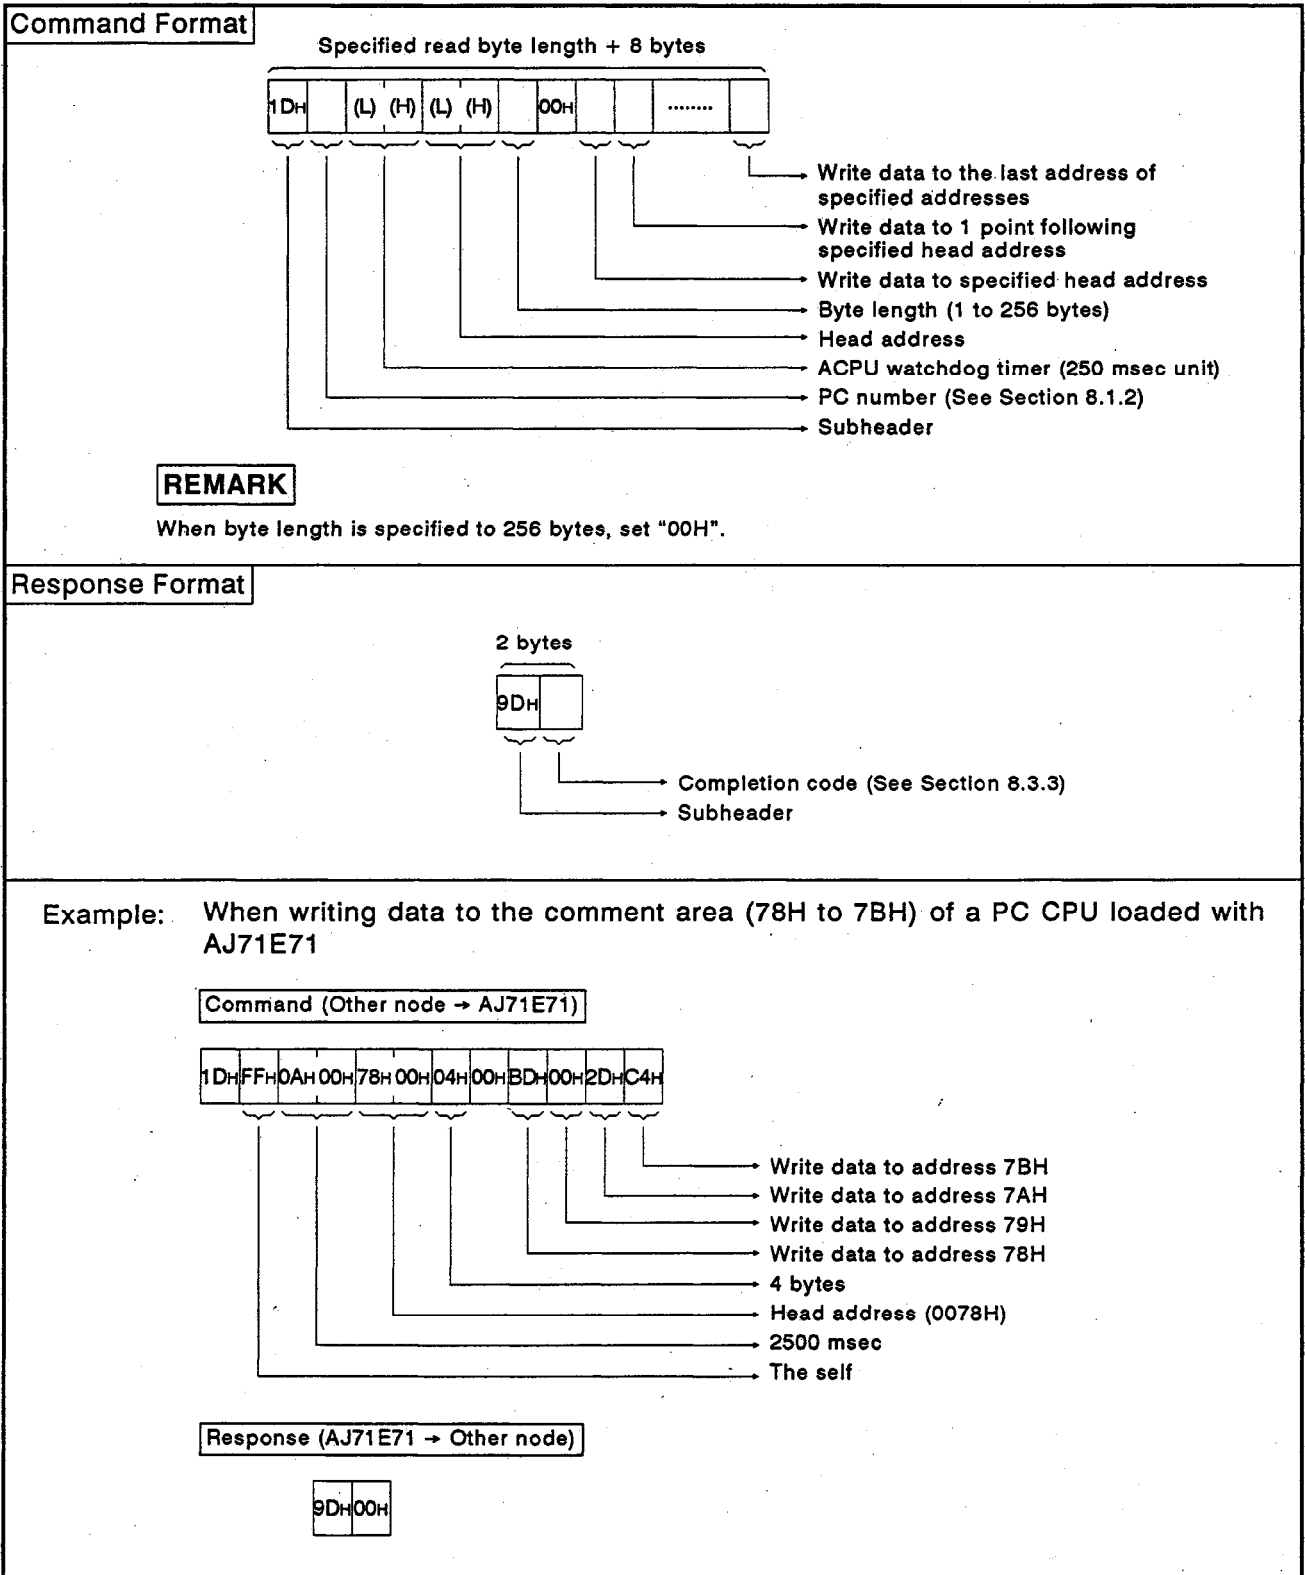 Command Format
Specified read byte length + 8 bytes
1DH (L) (H) (L) (H) 00H ........
Write data to the last address of
specified addresses
Write data to 1 point following
specified head address
Write data to specified head address
Byte length (1 to 256 bytes)
Head address
ACPU watchdog timer (250 msec unit)
PC number (See Section 8.1.2)
Subheader
REMARK
When byte length is specified to 256 bytes, set “00H”.
Response Format
2 bytes
9DH
Completion code (See Section 8.3.3)
Subheader
Example: When writing data to the comment area (78H to 7BH) of a PC CPU loaded with
AJ71E71
Command (Other node → AJ71E71)
1DH FFH 0AH 00H 78H 00H 04H 00H BDH 00H 2DH C4H
Write data to address 7BH
Write data to address 7AH
Write data to address 79H
Write data to address 78H
4 bytes
Head address (0078H)
2500 msec
The self
Response (AJ71E71 → Other node)
9DH 00H